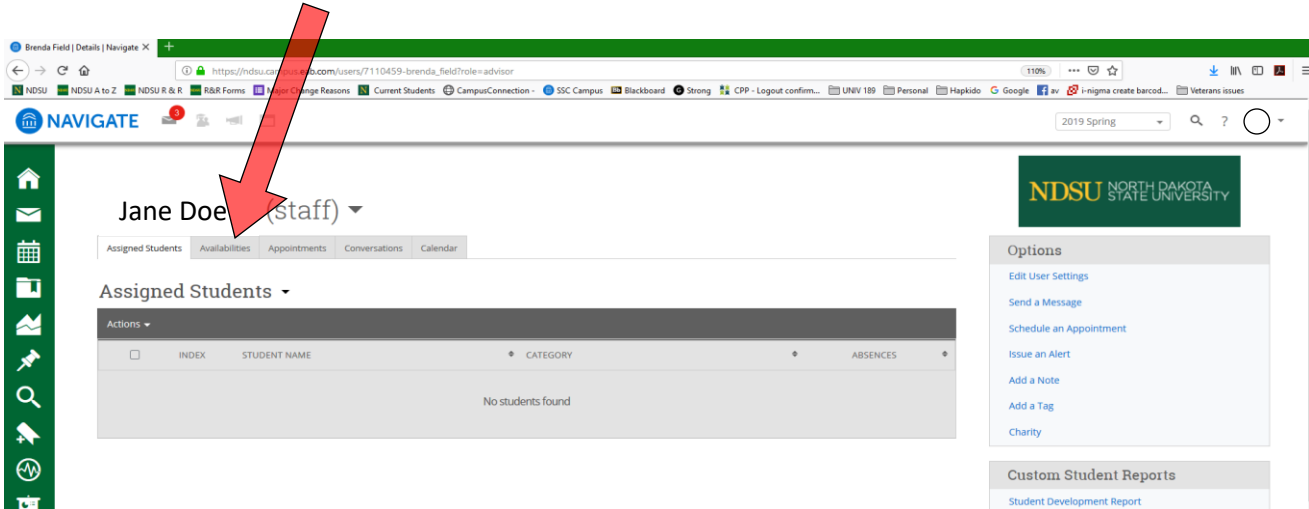 Brenda Field | Details | Navigate
https://ndsu.campus.eab.com/users/7110459-brenda_field?role=advisor
110%
NDSU NDSU A to Z NDSU R & R R&R Forms Major Change Reasons Current Students CampusConnection - SSC Campus Blackboard Strong CPP - Logout confirm... UNIV 189 Personal Hapkido Google av i-nigma create barcod... Veterans issues
NAVIGATE 3 2019 Spring ?
NDSU NORTH DAKOTA
STATE UNIVERSITY
Jane Doe (staff)
Assigned Students Availabilities Appointments Conversations Calendar
Assigned Students
Actions
INDEX STUDENT NAME CATEGORY ABSENCES
No students found
Options
Edit User Settings
Send a Message
Schedule an Appointment
Issue an Alert
Add a Note
Add a Tag
Charity
Custom Student Reports
Student Development Report